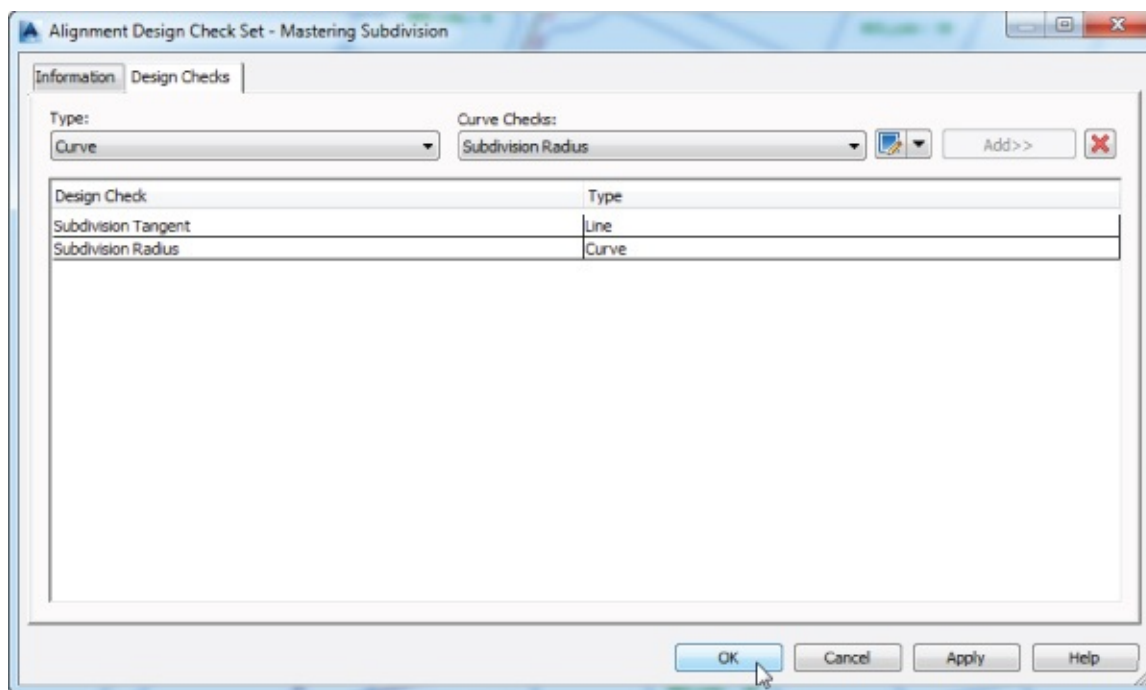 Alignment Design Check Set - Mastering Subdivision
Information Design Checks
Type: Curve Checks:
Curve Subdivision Radius Add>>
Design Check Type
Subdivision Tangent Line
Subdivision Radius Curve
OK Cancel Apply Help